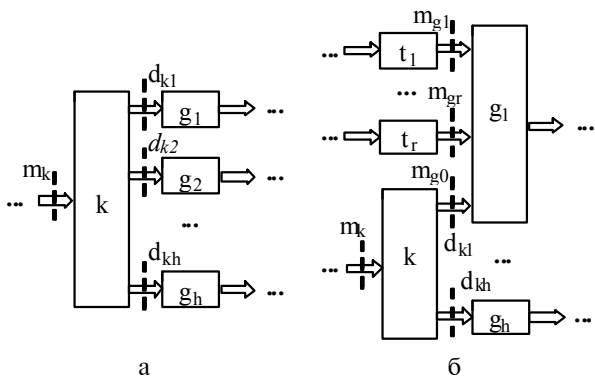 d_k1
g_1
...
d_k2
g_2
...
m_k
...
k
...
d_kh
g_h
...
а
m_g1
...
t_1
...
m_gr
g_1
...
t_r
...
m_g0
m_k
...
k
d_k1
...
d_kh
g_h
...
б